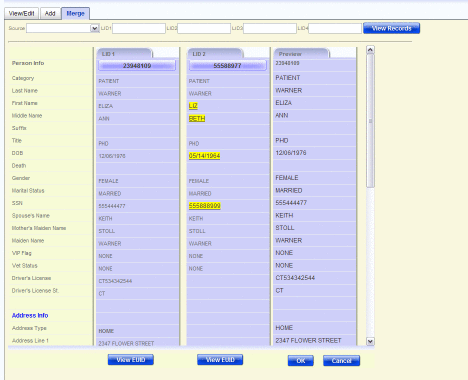 View/Edit Add Merge
Source LID1 LID2 LID3 LID4 View Records
LID 1 LID 2 Preview
Person Info 23948109 55588977 23948109
Category PATIENT PATIENT PATIENT
Last Name WARNER WARNER WARNER
First Name ELIZA LIZ ELIZA
Middle Name ANN BETH ANN
Suffix
Title PHD PHD PHD
DOB 12/06/1976 05/14/1964 12/06/1976
Death
Gender FEMALE FEMALE FEMALE
Marital Status MARRIED MARRIED MARRIED
SSN 555444477 555888999 555444477
Spouse's Name KEITH KEITH KEITH
Mother's Maiden Name STOLL STOLL STOLL
Maiden Name WARNER WARNER WARNER
VIP Flag NONE NONE NONE
Vet Status NONE NONE NONE
Driver's License CT534342544 CT534342544
Driver's License St. CT CT
Address Info
Address Type HOME HOME
Address Line 1 2347 FLOWER STREET 2347 FLOWER STREET
View EUID View EUID OK Cancel